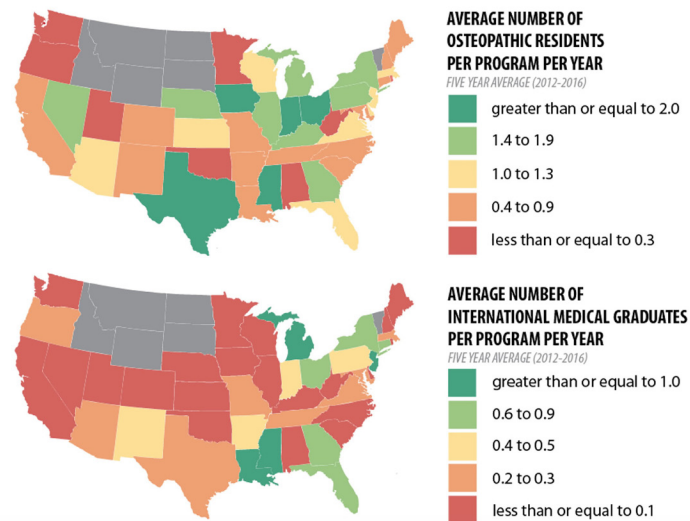 AVERAGE NUMBER OF
OSTEOPATHIC RESIDENTS
PER PROGRAM PER YEAR
FIVE YEAR AVERAGE (2012-2016)
greater than or equal to 2.0
1.4 to 1.9
1.0 to 1.3
0.4 to 0.9
less than or equal to 0.3
AVERAGE NUMBER OF
INTERNATIONAL MEDICAL GRADUATES
PER PROGRAM PER YEAR
FIVE YEAR AVERAGE (2012-2016)
greater than or equal to 1.0
0.6 to 0.9
0.4 to 0.5
0.2 to 0.3
less than or equal to 0.1